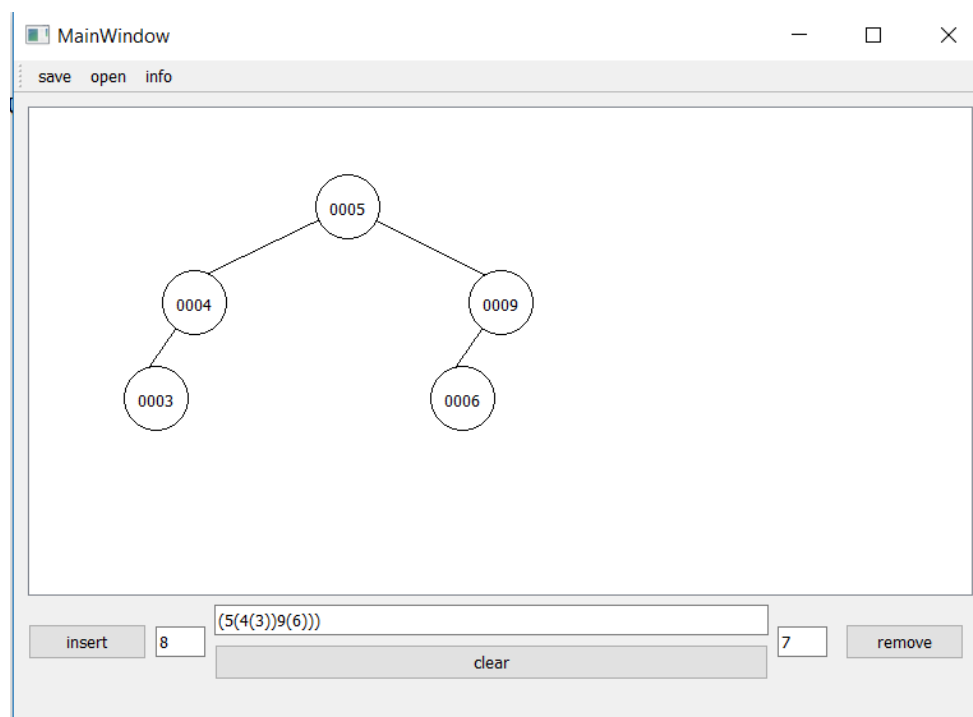 MainWindow
save open info
0005
0004 0009
0003 0006
(5(4(3))9(6)))
insert 8 7 remove
clear